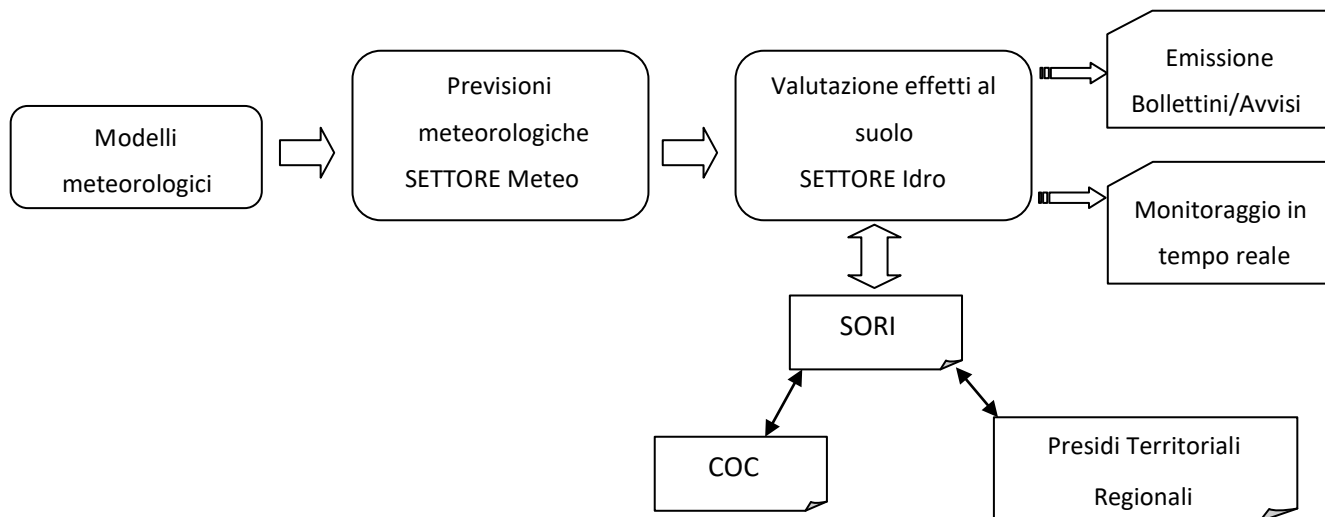 Modelli
meteorologici
Previsioni
meteorologiche
SETTORE Meteo
Valutazione effetti al
suolo
SETTORE Idro
Emissione
Bollettini/Avvisi
Monitoraggio in
tempo reale
SORI
COC
Presidi Territoriali
Regionali